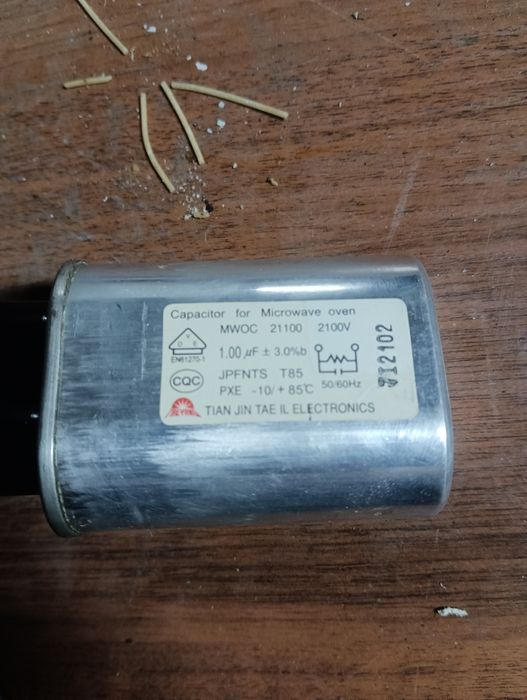 Capacitor for Microwave oven
MWOC 21100 2100V
1.00 µF ± 3.0%b
JPFNTS T85
PXE -10/+85℃
50/60Hz
TIAN JIN TAE IL ELECTRONICS
VDE
EN61270-1
CQC